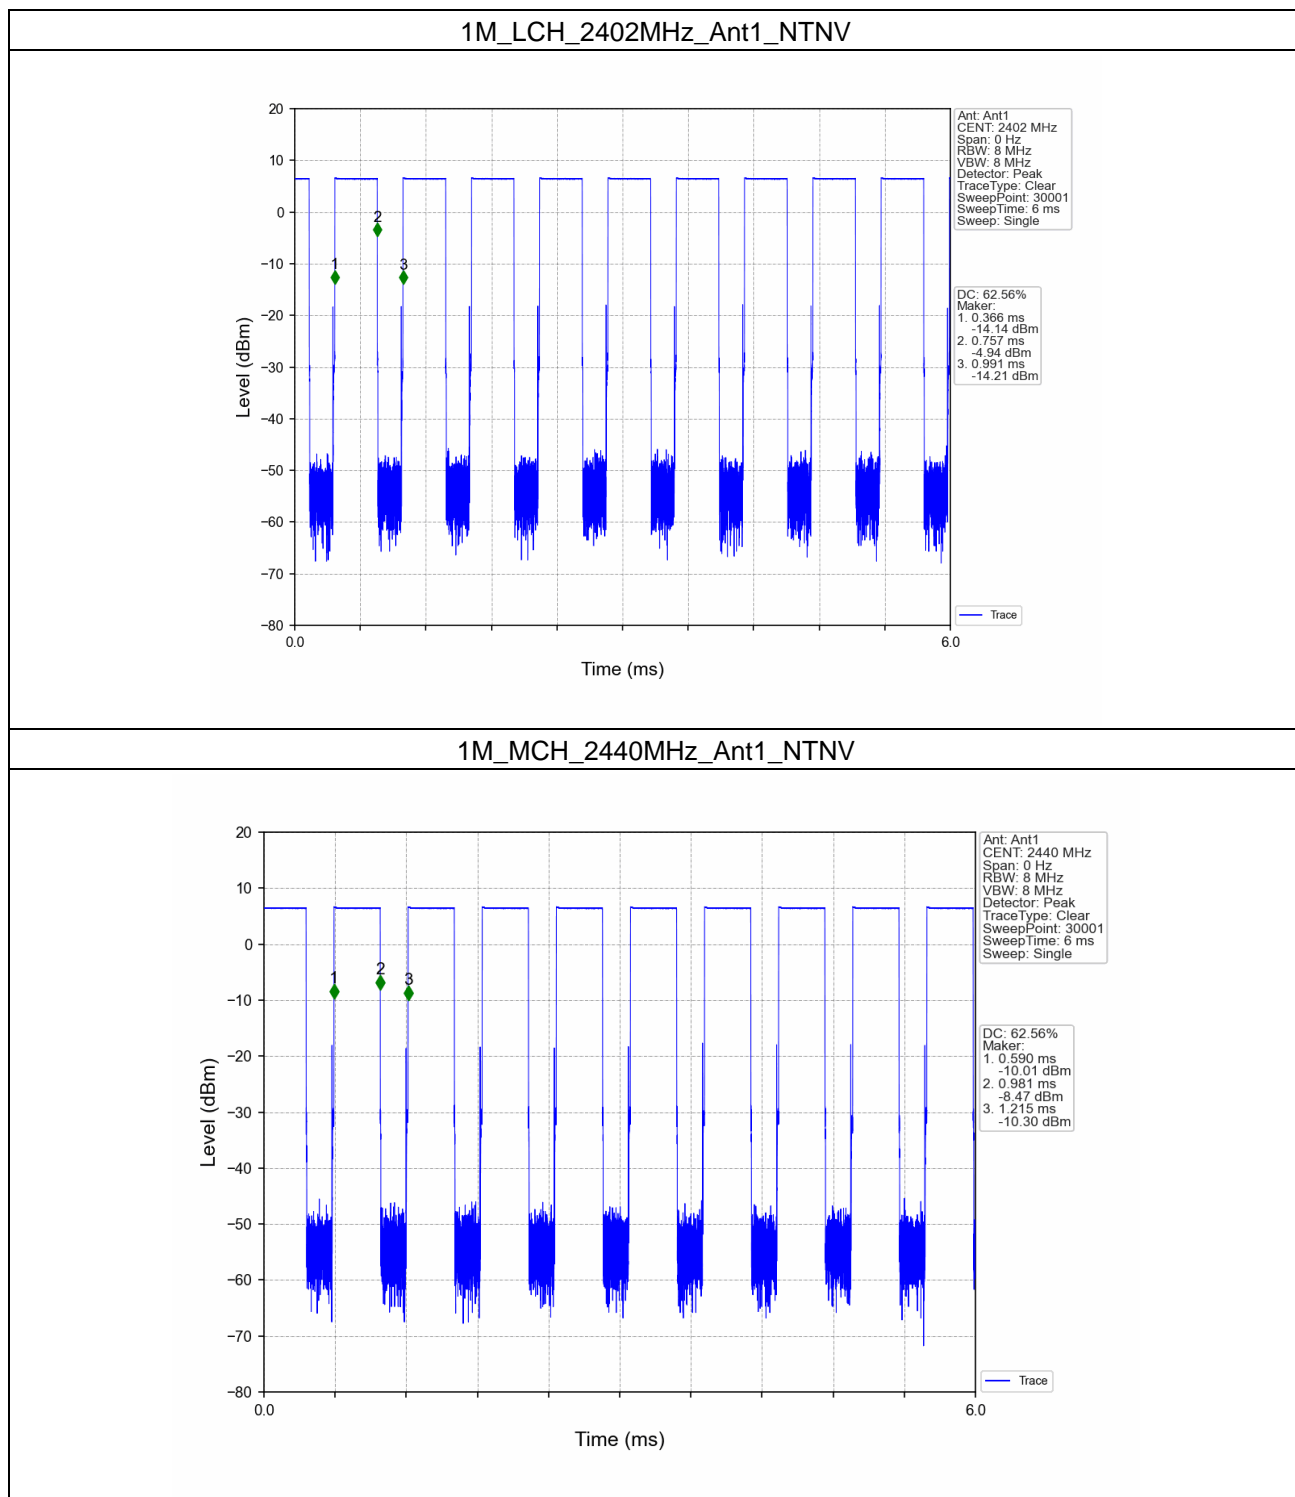 1M_LCH_2402MHz_Ant1_NTNV
20
10
0
−10
−20
−30
−40
−50
−60
−70
−80
Level (dBm)
0.0
6.0
Time (ms)
1
2
3
Ant: Ant1
CENT: 2402 MHz
Span: 0 Hz
RBW: 8 MHz
VBW: 8 MHz
Detector: Peak
TraceType: Clear
SweepPoint: 30001
SweepTime: 6 ms
Sweep: Single
DC: 62.56%
Maker:
1. 0.366 ms
-14.14 dBm
2. 0.757 ms
-4.94 dBm
3. 0.991 ms
-14.21 dBm
Trace
1M_MCH_2440MHz_Ant1_NTNV
20
10
0
−10
−20
−30
−40
−50
−60
−70
−80
Level (dBm)
0.0
6.0
Time (ms)
1
2
3
Ant: Ant1
CENT: 2440 MHz
Span: 0 Hz
RBW: 8 MHz
VBW: 8 MHz
Detector: Peak
TraceType: Clear
SweepPoint: 30001
SweepTime: 6 ms
Sweep: Single
DC: 62.56%
Maker:
1. 0.590 ms
-10.01 dBm
2. 0.981 ms
-8.47 dBm
3. 1.215 ms
-10.30 dBm
Trace